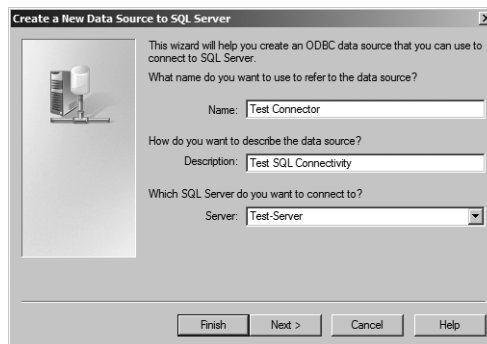 Create a New Data Source to SQL Server
This wizard will help you create an ODBC data source that you can use to
connect to SQL Server.
What name do you want to use to refer to the data source?
Name: Test Connector
How do you want to describe the data source?
Description: Test SQL Connectivity
Which SQL Server do you want to connect to?
Server: Test-Server
Finish Next > Cancel Help